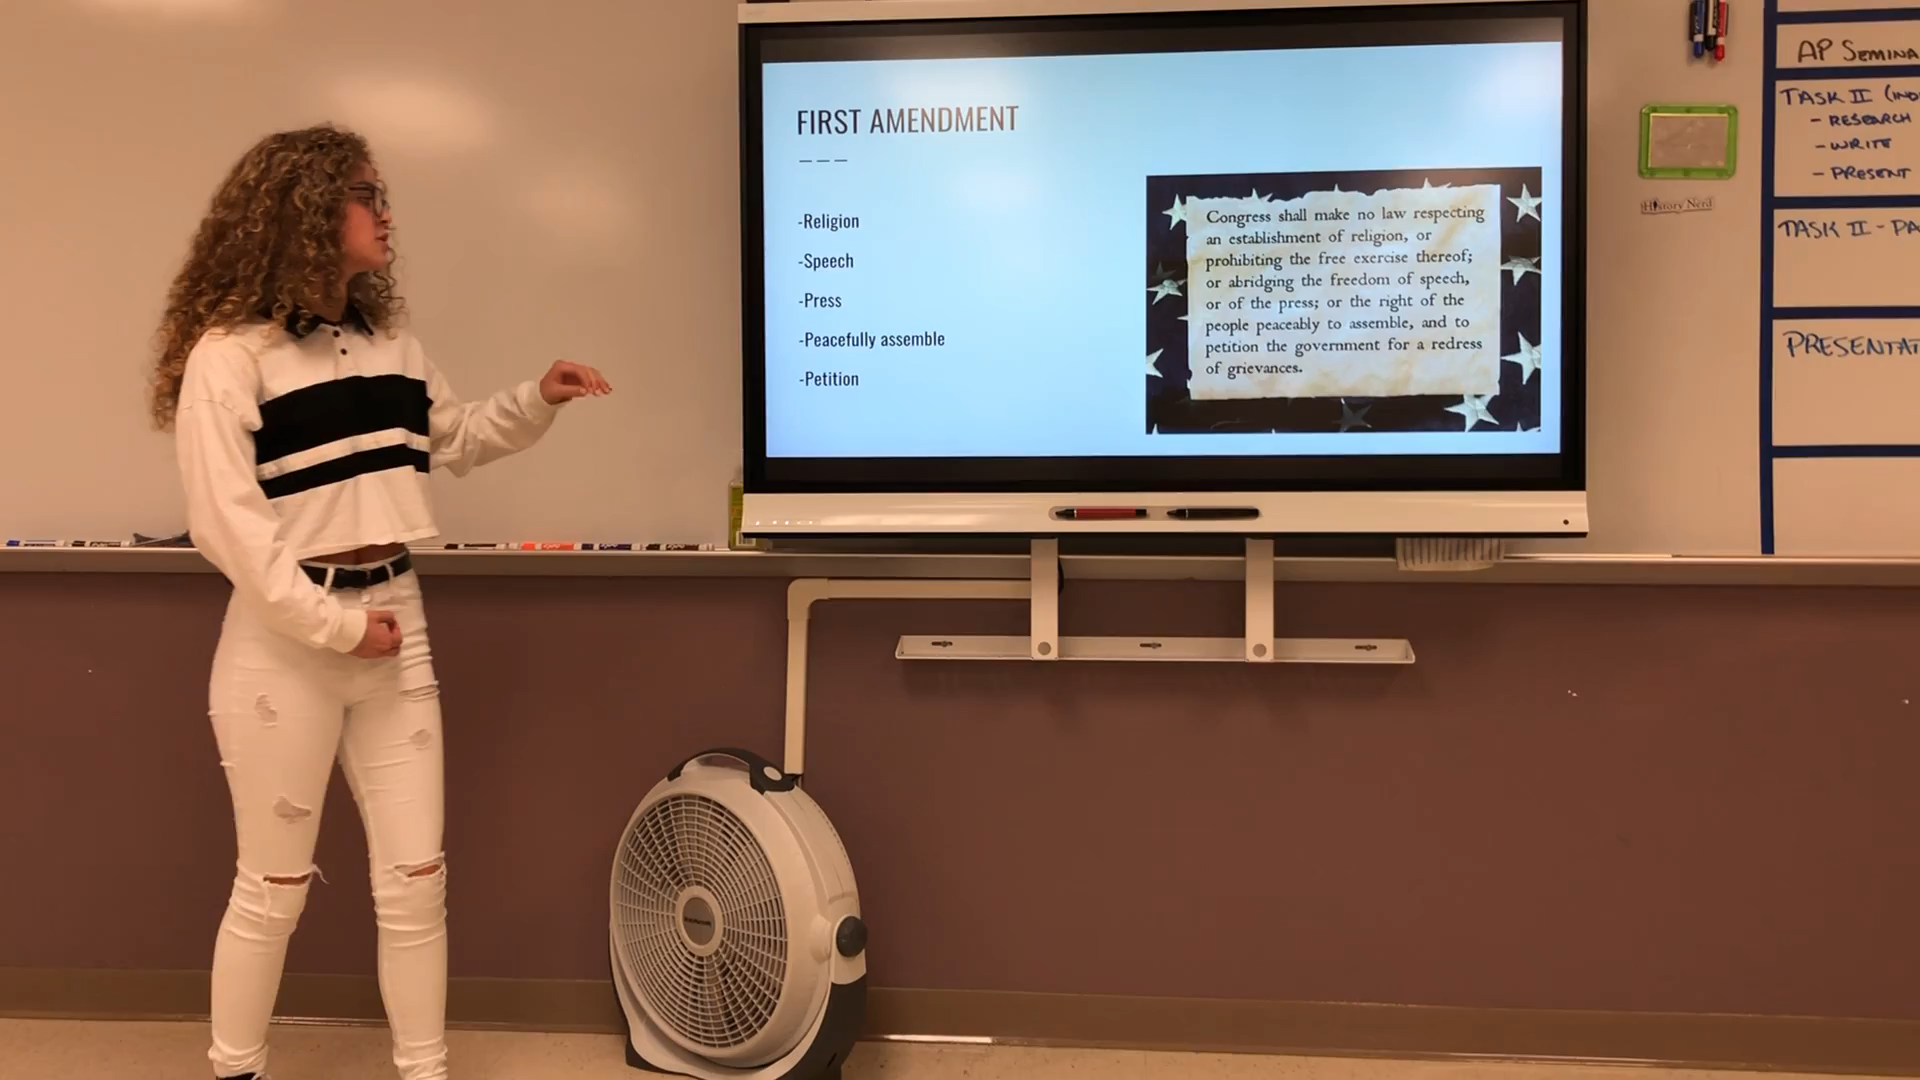 FIRST AMENDMENT
-Religion
-Speech
-Press
-Peacefully assemble
-Petition
Congress shall make no law respecting
an establishment of religion, or
prohibiting the free exercise thereof;
or abridging the freedom of speech,
or of the press; or the right of the
people peaceably to assemble, and to
petition the government for a redress
of grievances.
History Nerd
AP SEMINA
TASK II (IND
- RESEARCH
- WRITE
- PRESENT
TASK II - PA
PRESENTAT